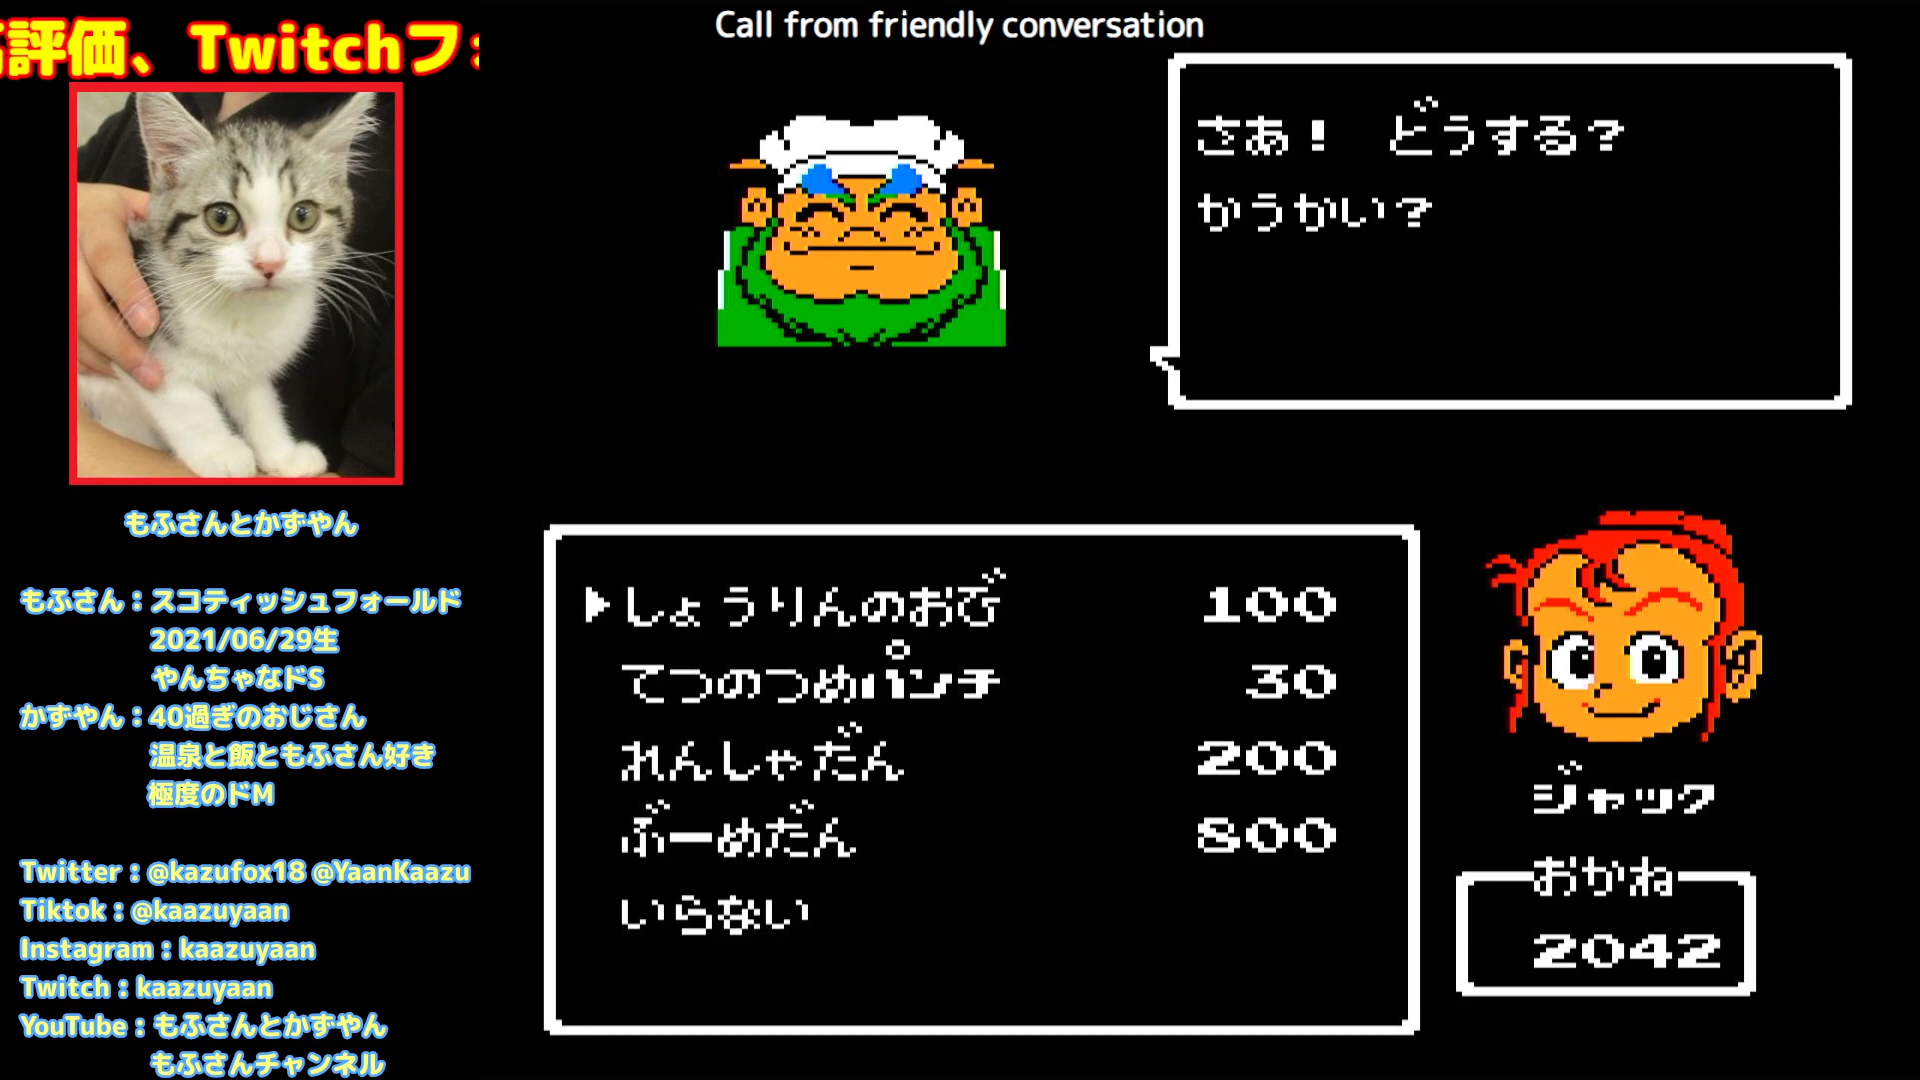 評価、Twitchフ
Call from friendly conversation
さあ！ どうする？
かうかい？
もふさんとかずやん
もふさん：スコティッシュフォールド
2021/06/29生
やんちゃなドS
かずやん：40過ぎのおじさん
温泉と飯ともふさん好き
極度のドM
Twitter：@kazufox18 @YaanKaazu
Tiktok：@kaazuyaan
Instagram：kaazuyaan
Twitch：kaazuyaan
YouTube：もふさんとかずやん
もふさんチャンネル
▶しょうりんのおび 100
てつのつめパンチ 30
れんしゃだん 200
ぶーめだん 800
いらない
ジャック
おかね
2042